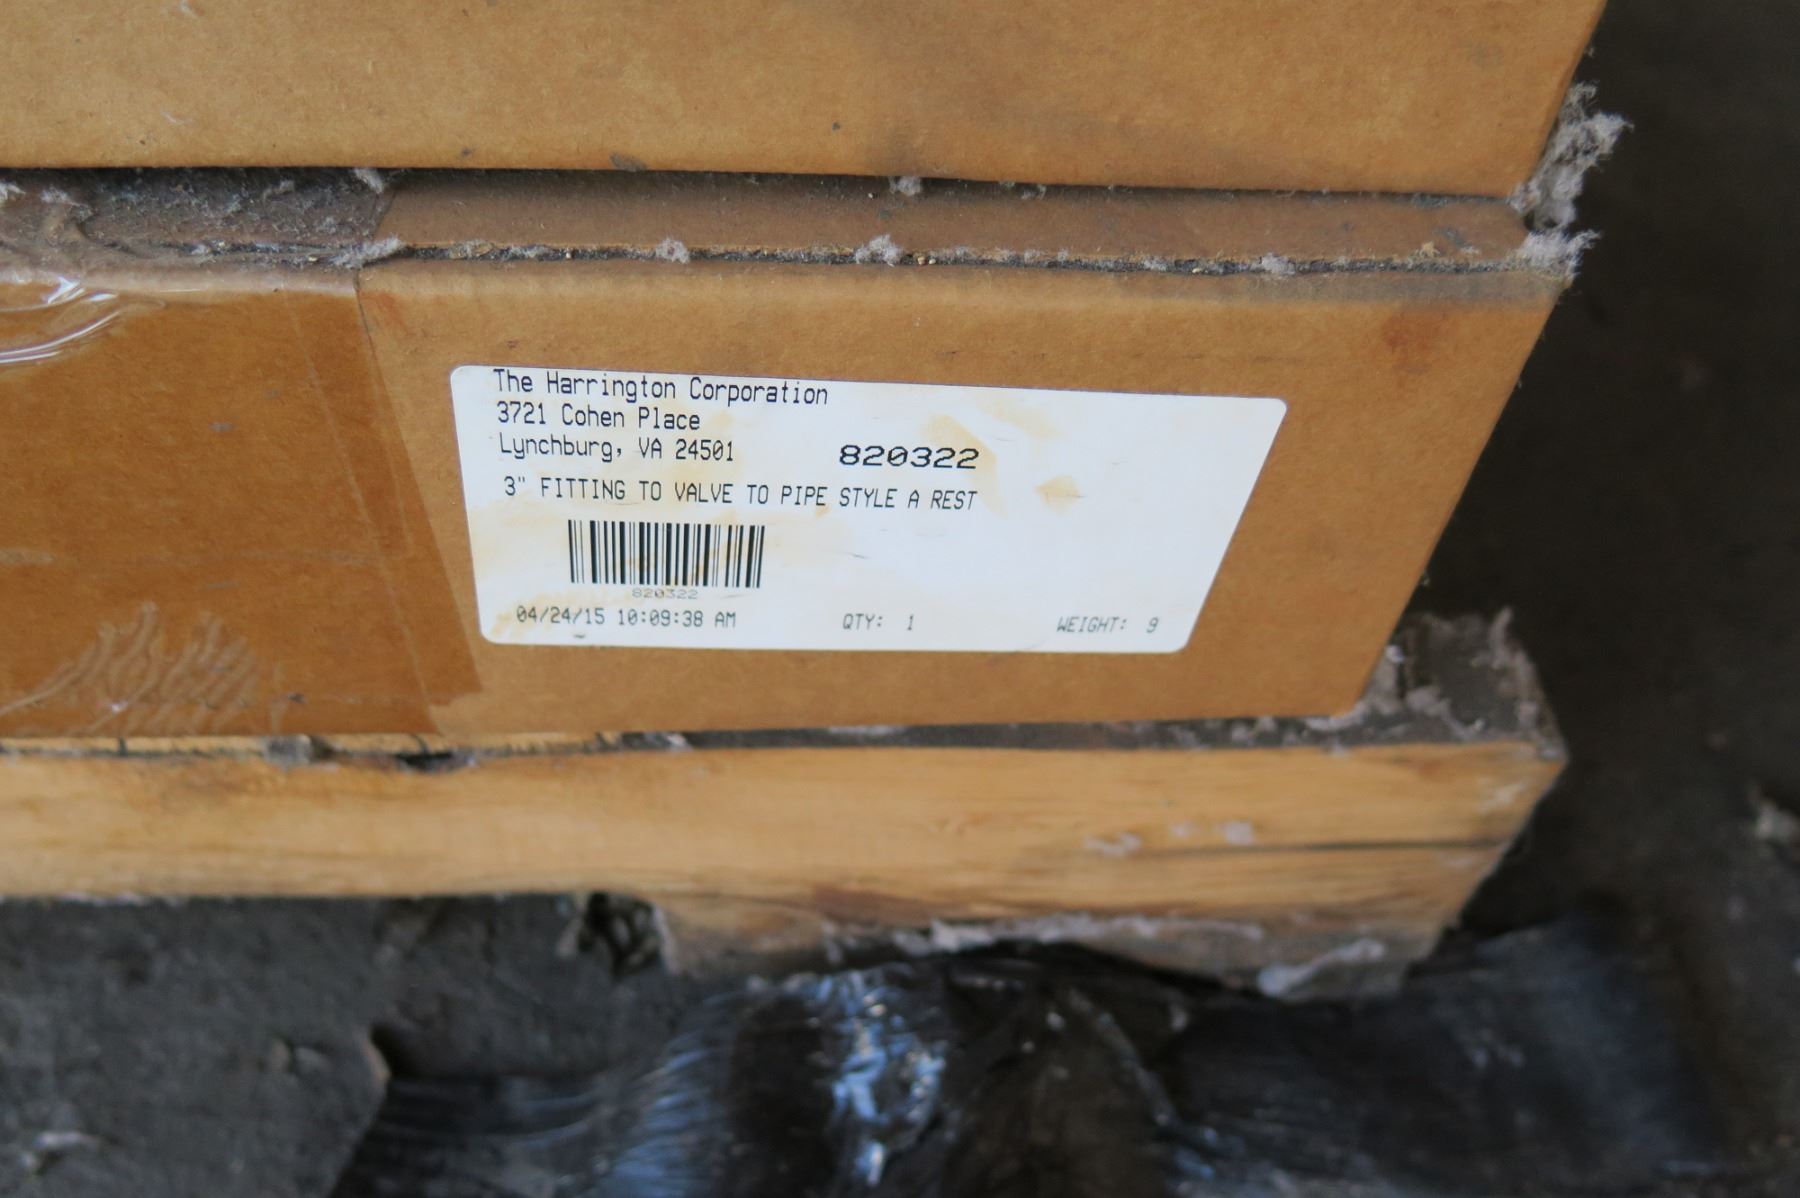 The Harrington Corporation
3721 Cohen Place
Lynchburg, VA 24501
820322
3" FITTING TO VALVE TO PIPE STYLE A REST
820322
04/24/15 10:09:38 AM QTY: 1 WEIGHT: 9